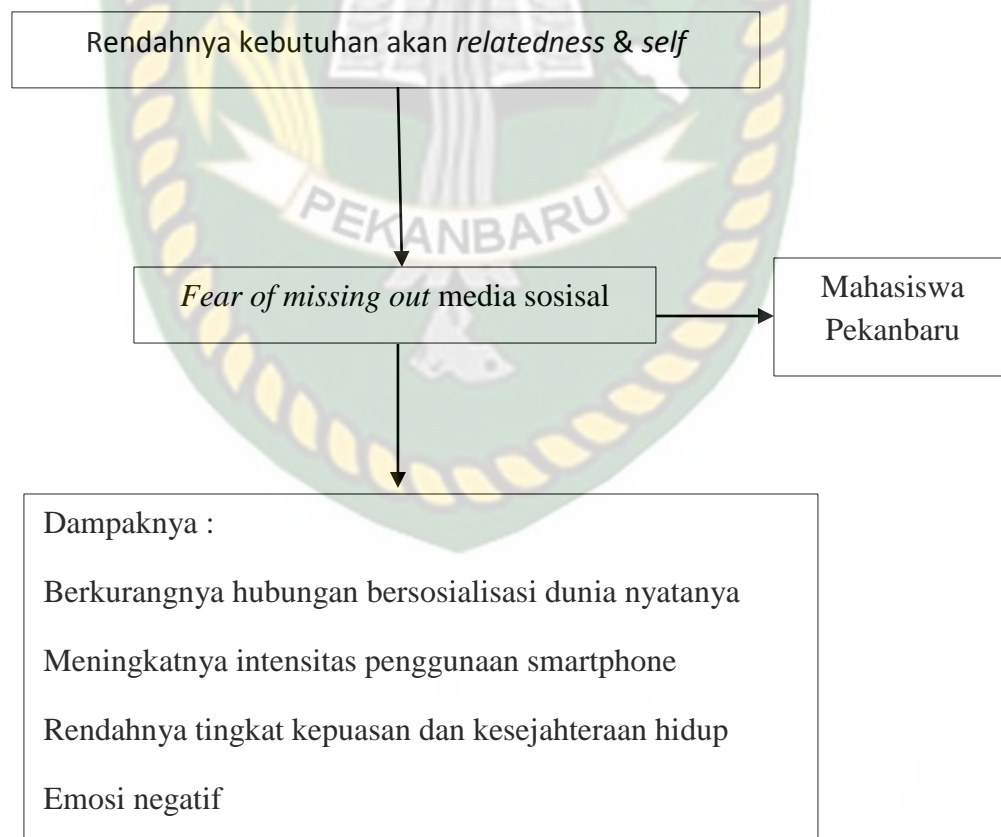 Rendahnya kebutuhan akan relatedness & self
PEKANBARU
Fear of missing out media sosisal
Mahasiswa
Pekanbaru
Dampaknya :
Berkurangnya hubungan bersosialisasi dunia nyatanya
Meningkatnya intensitas penggunaan smartphone
Rendahnya tingkat kepuasan dan kesejahteraan hidup
Emosi negatif